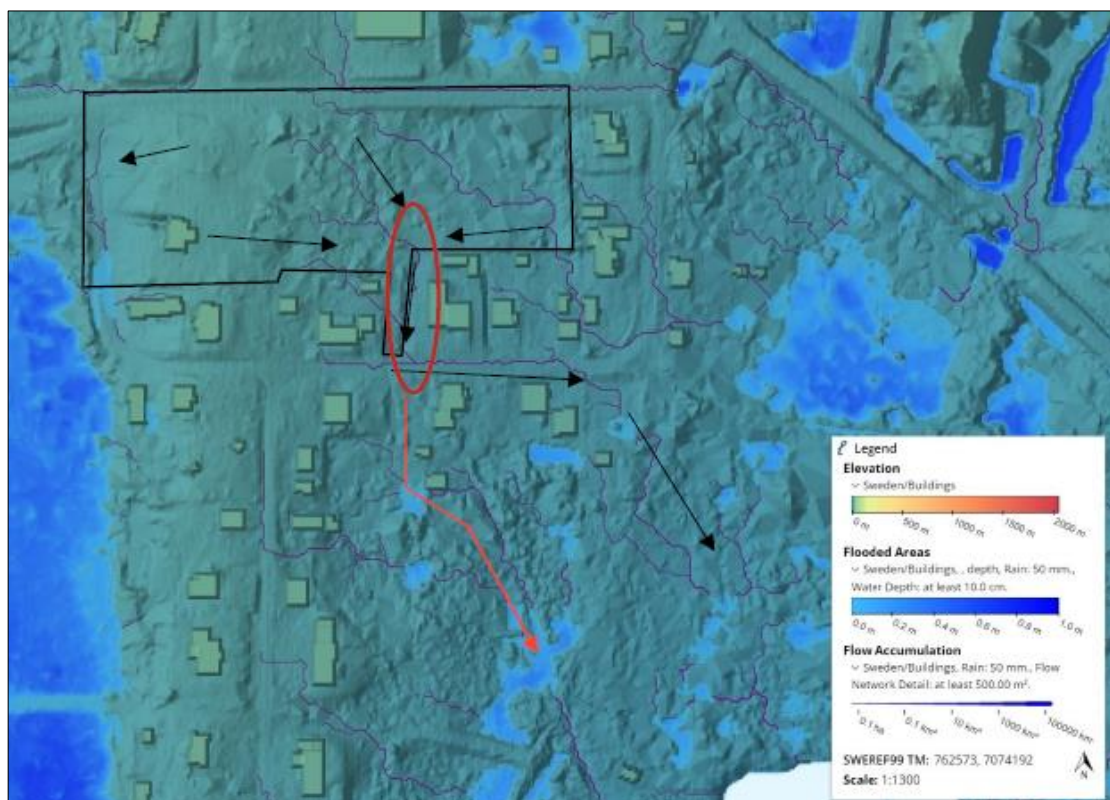 Legend
Elevation
Sweden/Buildings
0 m 500 m 1000 m 1500 m 2000 m
Flooded Areas
Sweden/Buildings, , depth, Rain: 50 mm.,
Water Depth: at least 10.0 cm.
0.0 m 0.2 m 0.4 m 0.6 m 0.8 m 1.0 m
Flow Accumulation
Sweden/Buildings, Rain: 50 mm., Flow
Network Detail: at least 500.00 m².
0.1 ha 0.1 km² 10 km² 1000 km² 100000 km²
SWEREF99 TM: 762573, 7074192
Scale: 1:1300
N